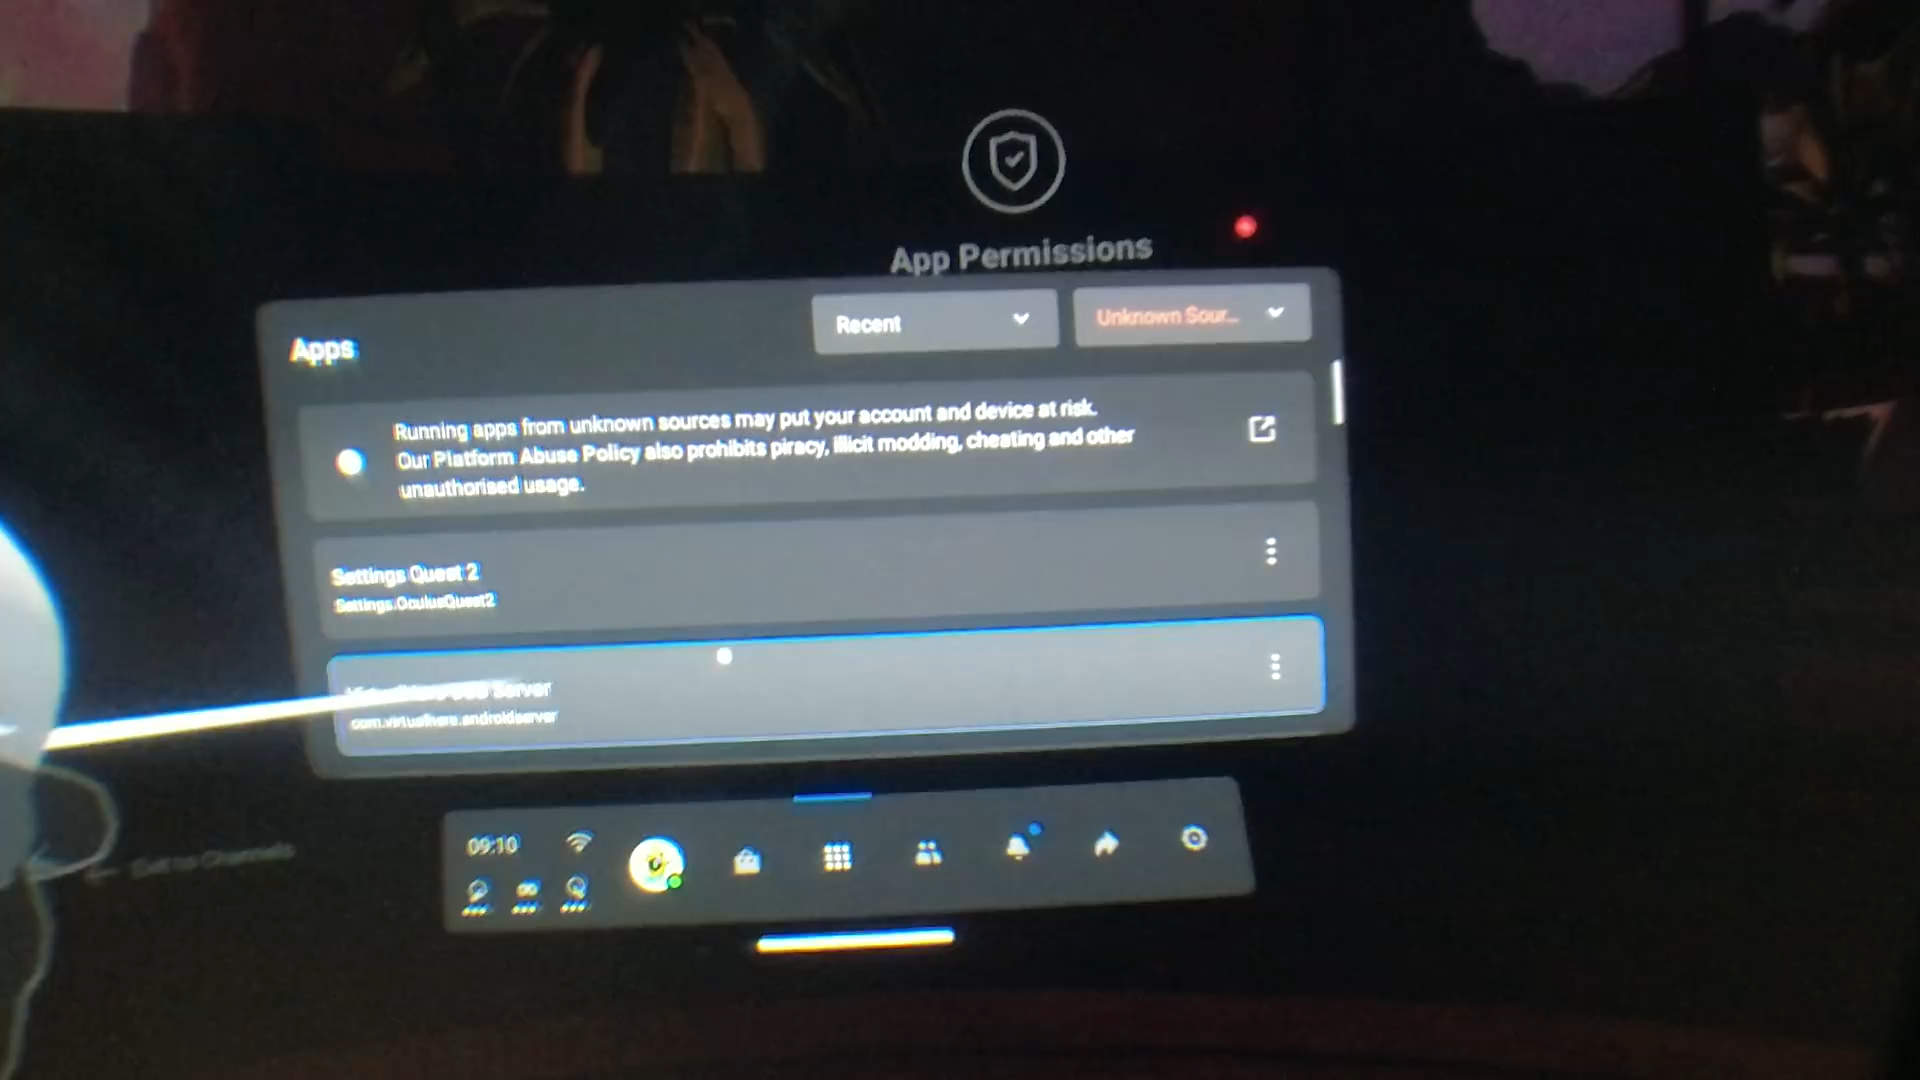 App Permissions
Apps
Recent
Unknown Sour...
Running apps from unknown sources may put your account and device at risk.
Our Platform Abuse Policy also prohibits piracy, illicit modding, cheating and other
unauthorised usage.
Settings Quest 2
Settings.OculusQuest2
Server
com.virtualhere.androidserver
09:10